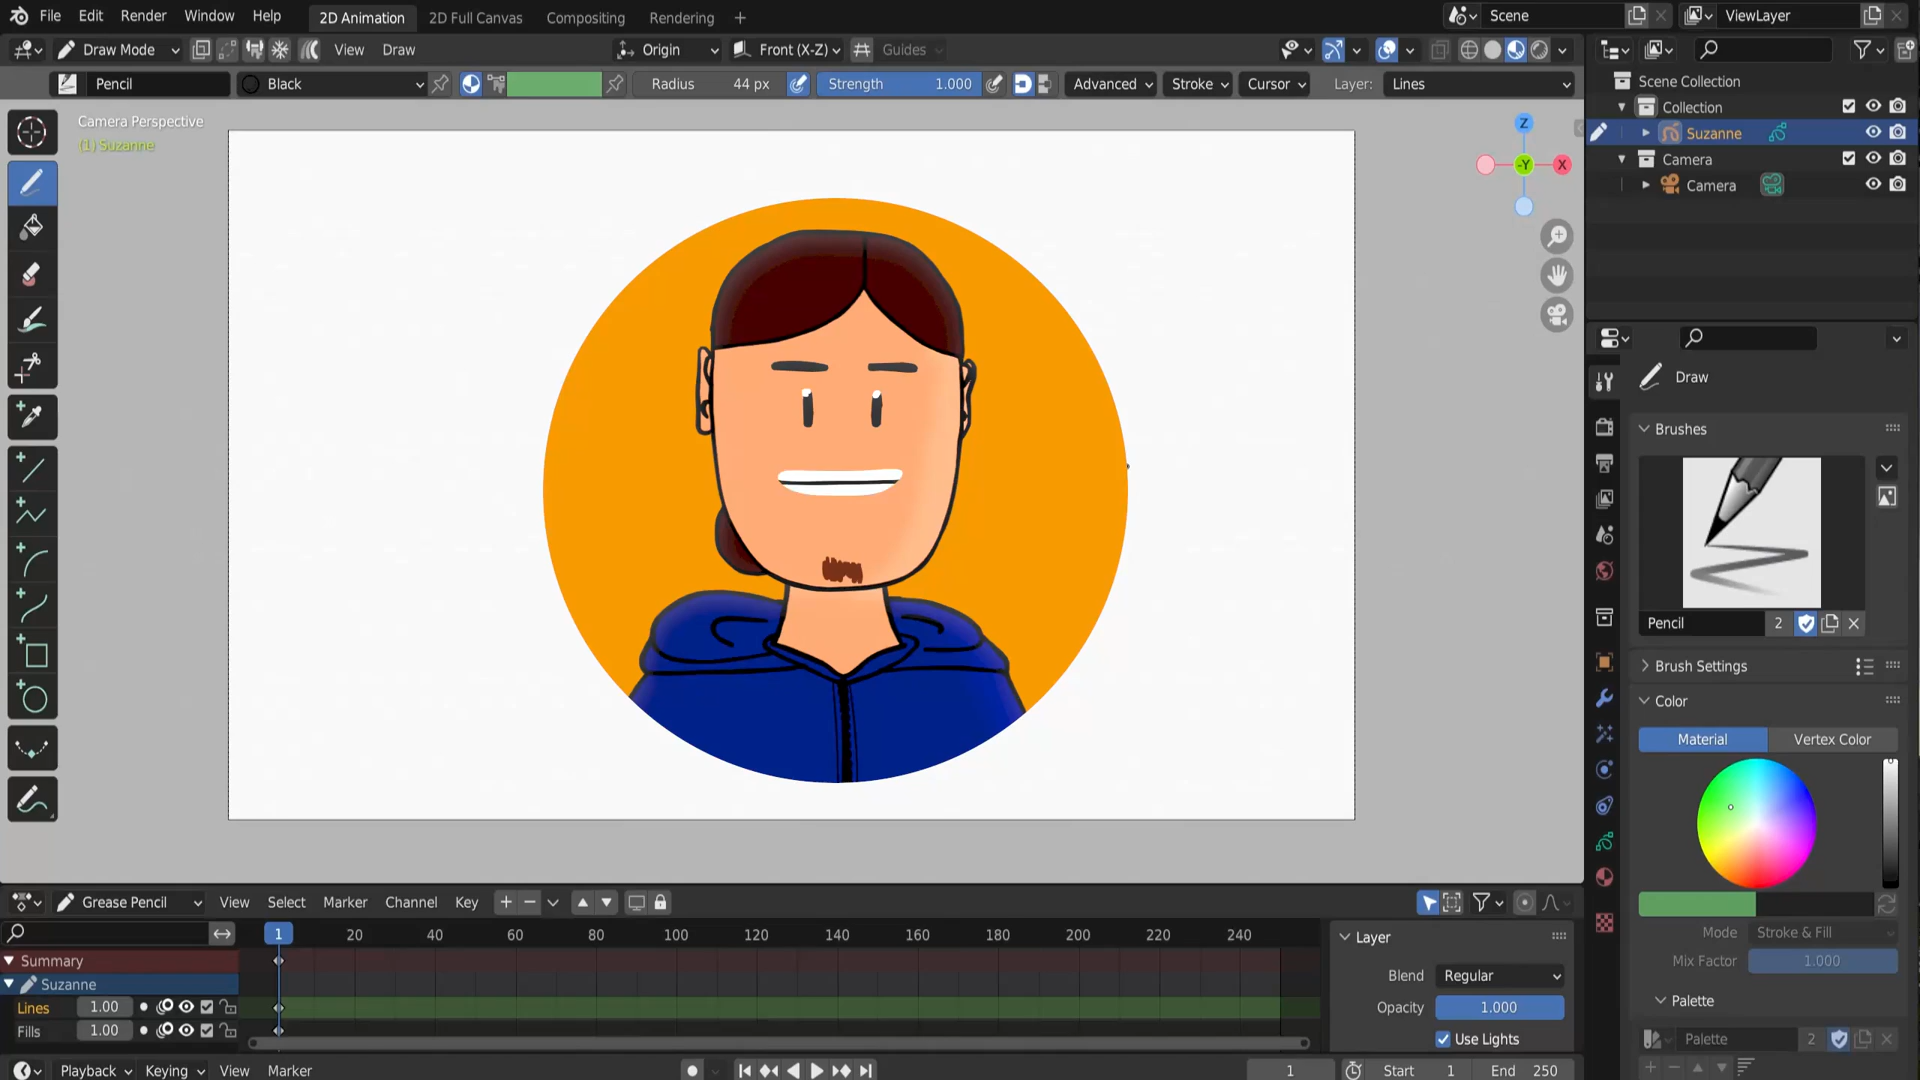 File Edit Render Window Help 2D Animation 2D Full Canvas Compositing Rendering + Scene ViewLayer
Draw Mode View Draw Origin Front (X-Z) Guides
Pencil Black Radius 44 px Strength 1.000 Advanced Stroke Cursor Layer: Lines
Camera Perspective
(1) Suzanne
Z
-Y
X
Scene Collection
Collection
Suzanne
Camera
Camera
Draw
Brushes
Pencil 2
Brush Settings
Color
Material Vertex Color
Mode Stroke & Fill
Mix Factor 1.000
Palette
Palette 2
Grease Pencil View Select Marker Channel Key
1 20 40 60 80 100 120 140 160 180 200 220 240
Summary
Suzanne
Lines 1.00
Fills 1.00
Layer
Blend Regular
Opacity 1.000
Use Lights
Playback Keying View Marker 1 Start 1 End 250